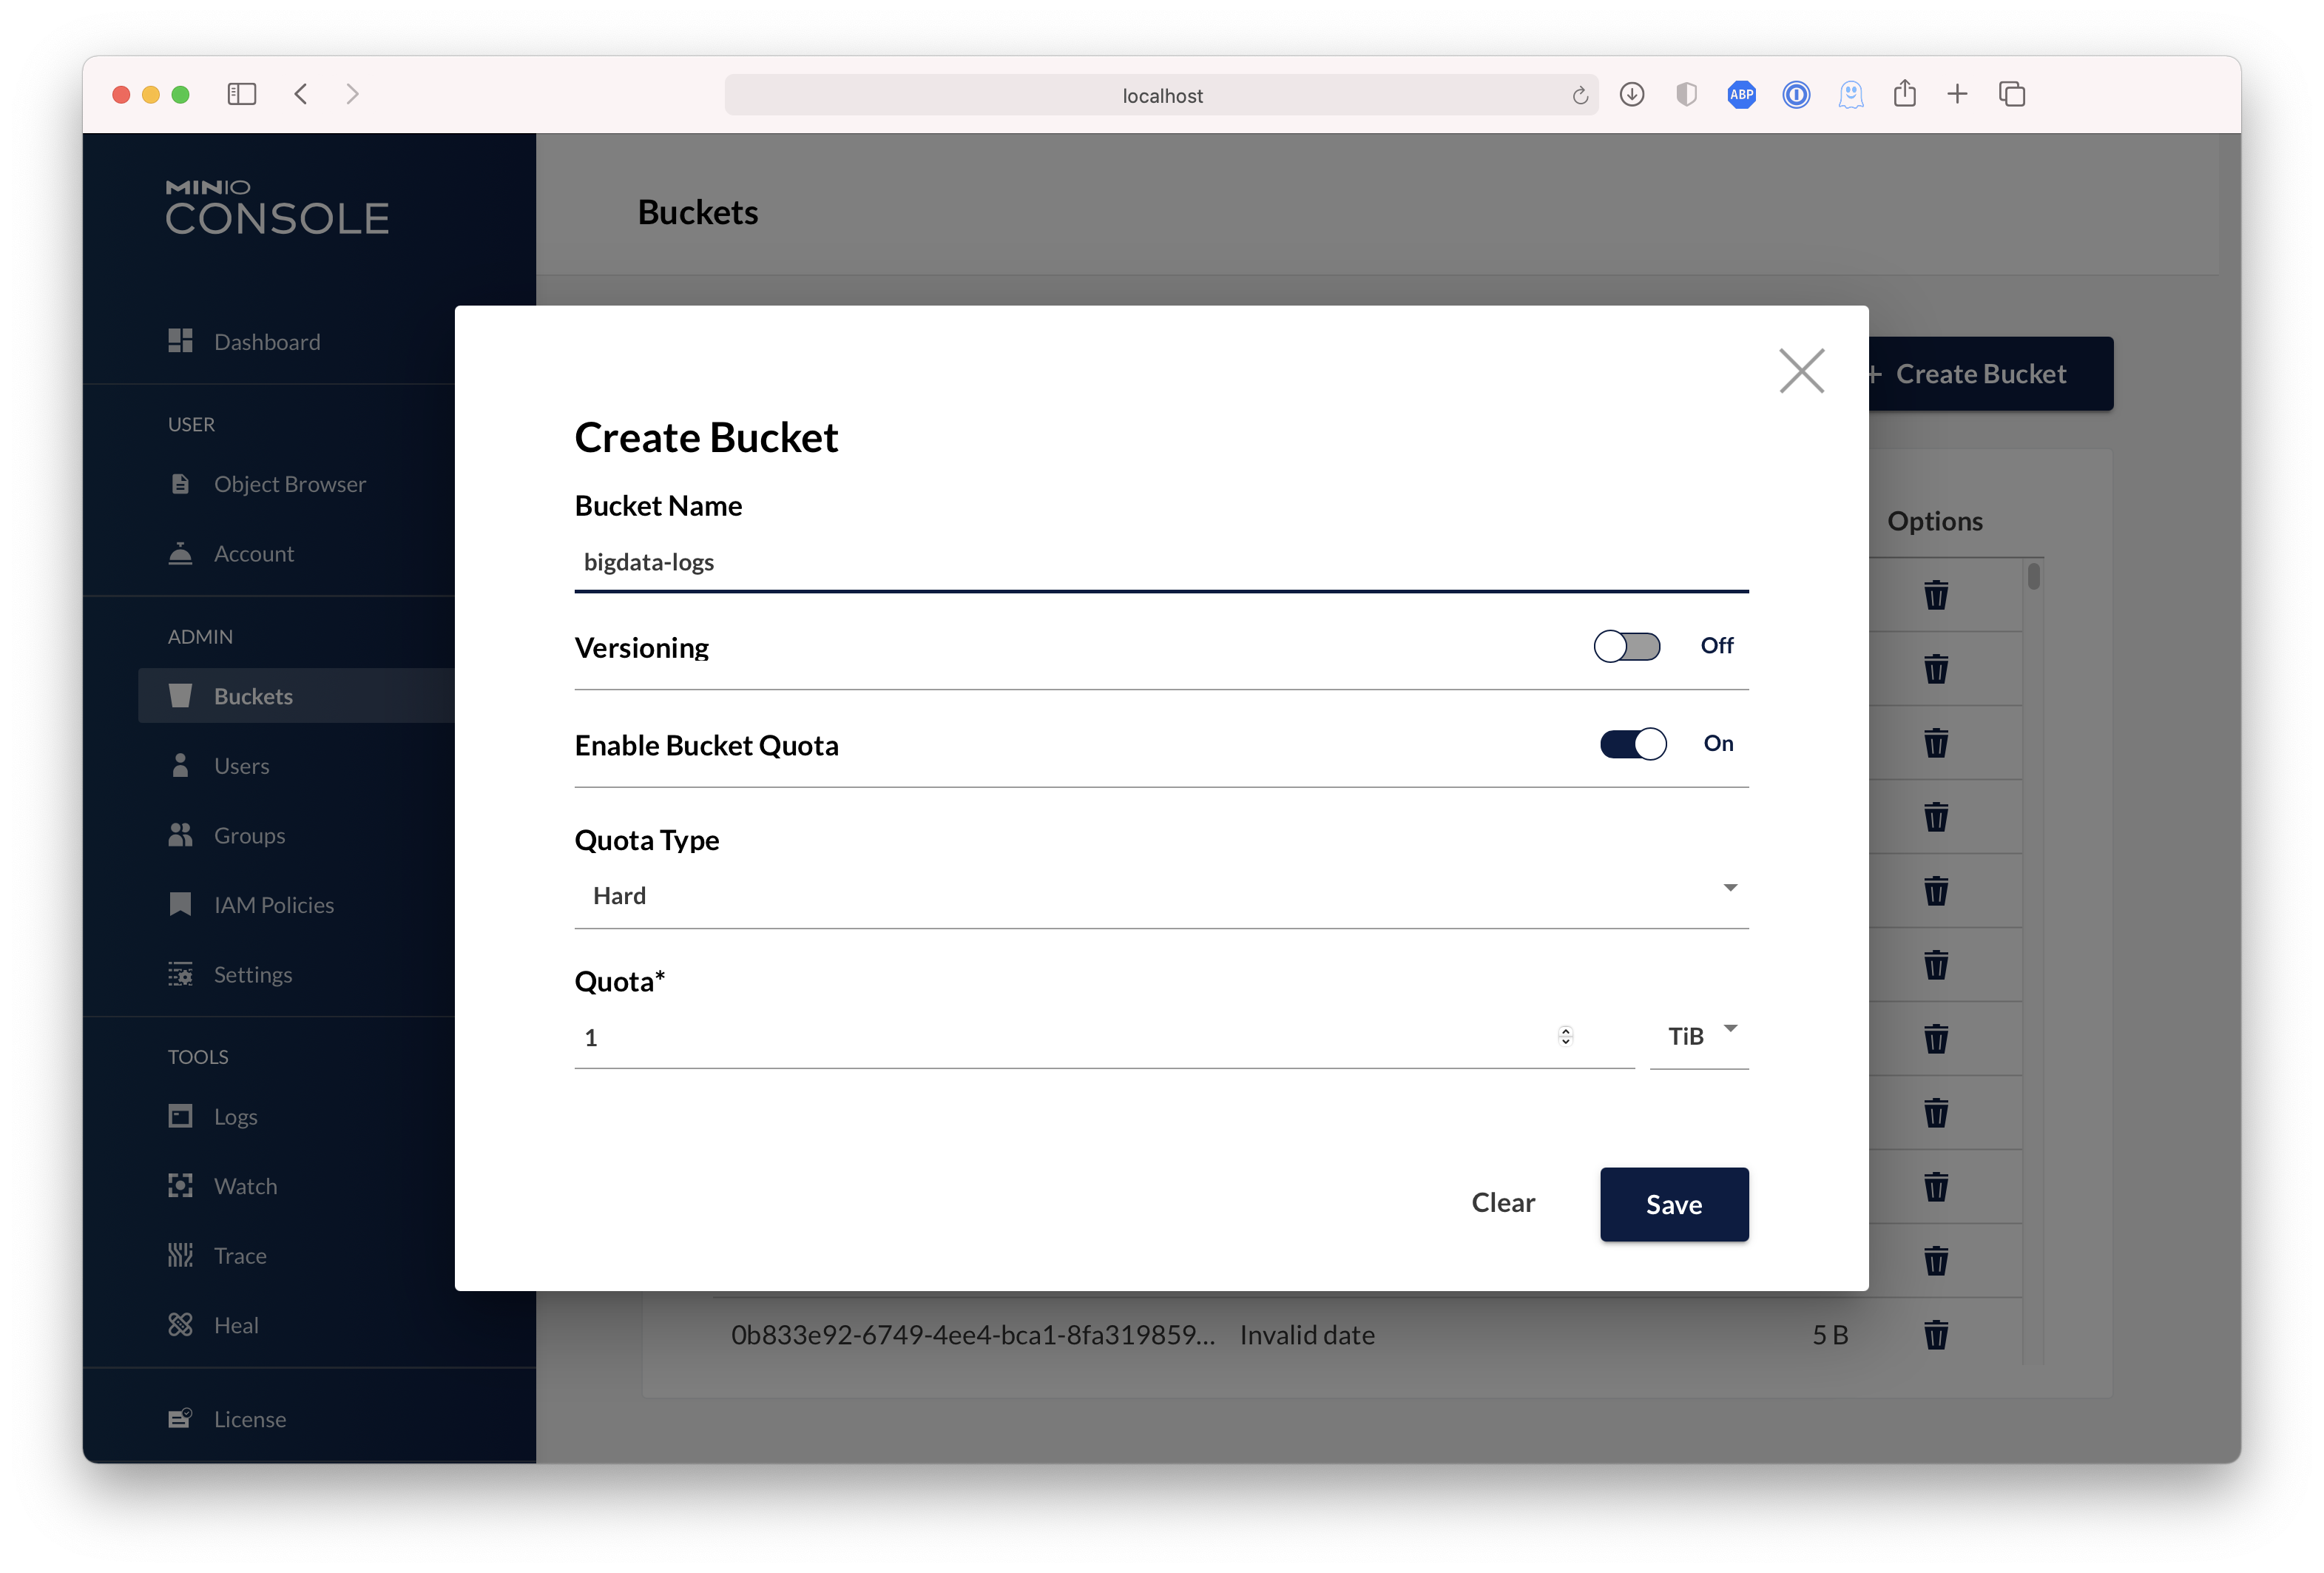 localhost
ABP
MINIO
CONSOLE
Dashboard
USER
Object Browser
Account
ADMIN
Buckets
Users
Groups
IAM Policies
Settings
TOOLS
Logs
Watch
Trace
Heal
License
Buckets
+ Create Bucket
Options
Create Bucket
Bucket Name
bigdata-logs
Versioning
Off
Enable Bucket Quota
On
Quota Type
Hard
Quota*
1
TiB
Clear
Save
0b833e92-6749-4ee4-bca1-8fa319859... Invalid date 5 B